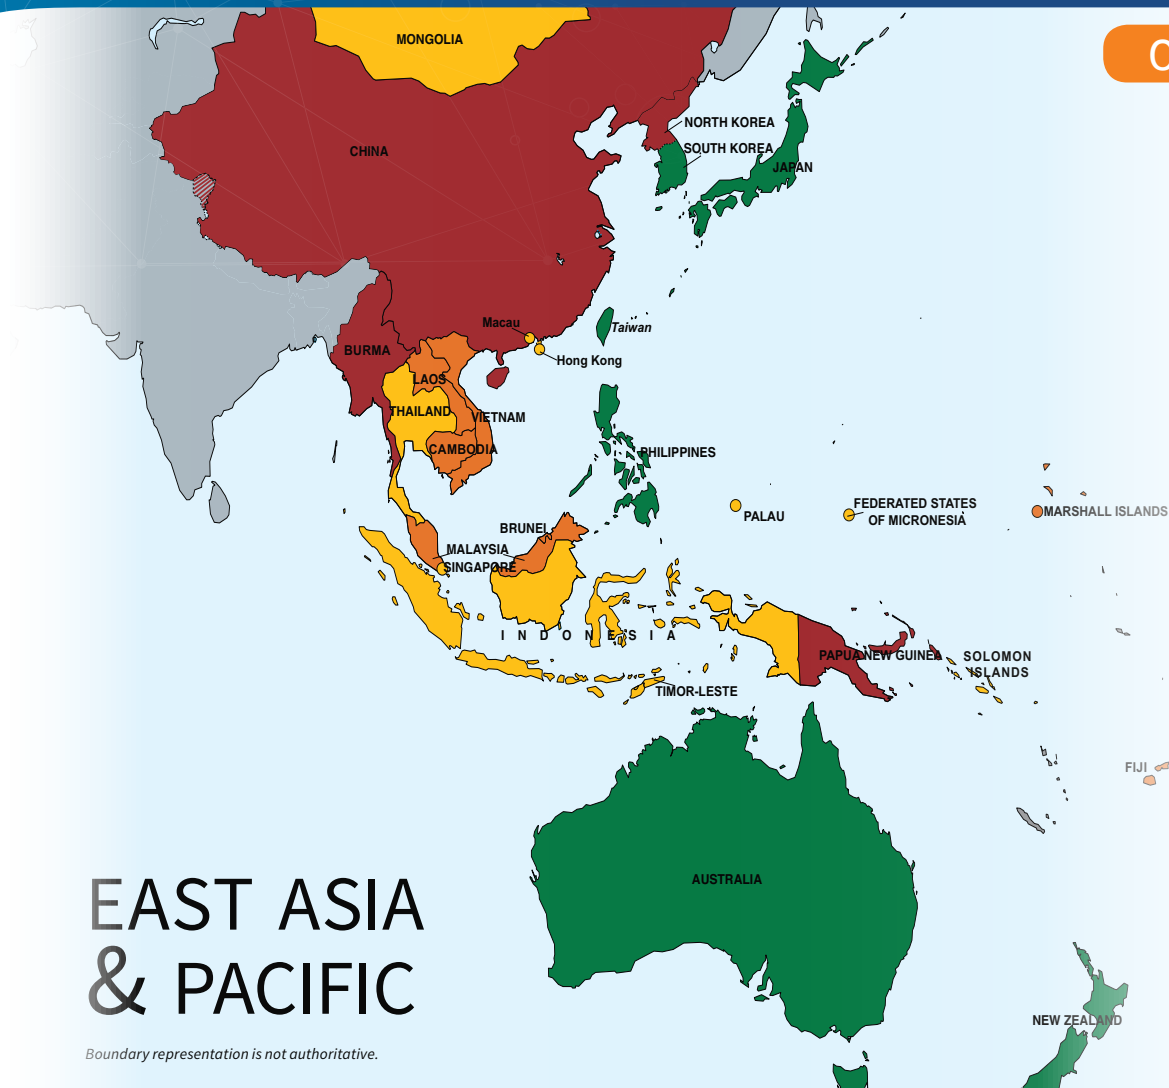 MONGOLIA
NORTH KOREA
SOUTH KOREA
CHINA
JAPAN
Macau
Taiwan
BURMA
Hong Kong
LAOS
THAILAND
VIETNAM
CAMBODIA
PHILIPPINES
FEDERATED STATES
OF MICRONESIA
PALAU
MARSHALL ISLANDS
BRUNEI
MALAYSIA
SINGAPORE
INDONESIA
PAPUA NEW GUINEA
SOLOMON
ISLANDS
TIMOR-LESTE
FIJI
AUSTRALIA
EAST ASIA
& PACIFIC
NEW ZEALAND
Boundary representation is not authoritative.